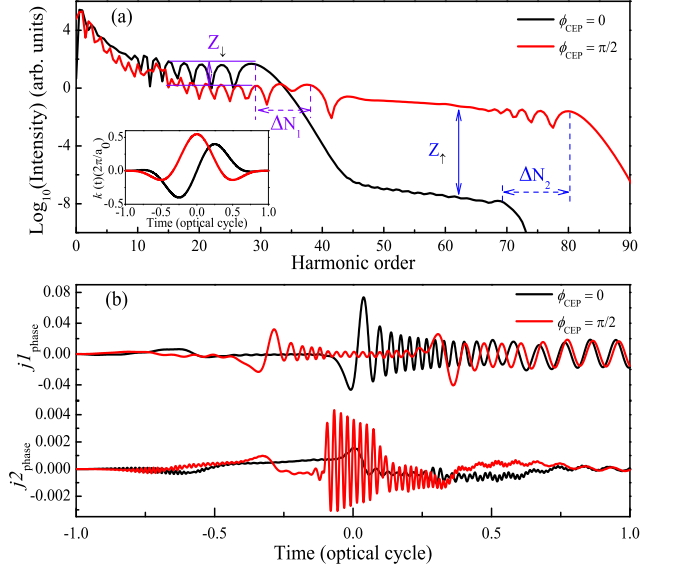 (a)
ϕCEP = 0
ϕCEP = π/2
Z↓
ΔN1
Z↑
ΔN2
Log10(Intensity) (arb. units)
4
0
-4
-8
k (t)(2π/a0)
0.5
0.0
-0.5
-1.0 -0.5 0.0 0.5 1.0
Time (optical cycle)
0 10 20 30 40 50 60 70 80 90
Harmonic order
(b)
ϕCEP = 0
ϕCEP = π/2
j1phase
0.08
0.04
0.00
-0.04
j2phase
0.004
0.002
0.000
-0.002
-1.0 -0.5 0.0 0.5 1.0
Time (optical cycle)